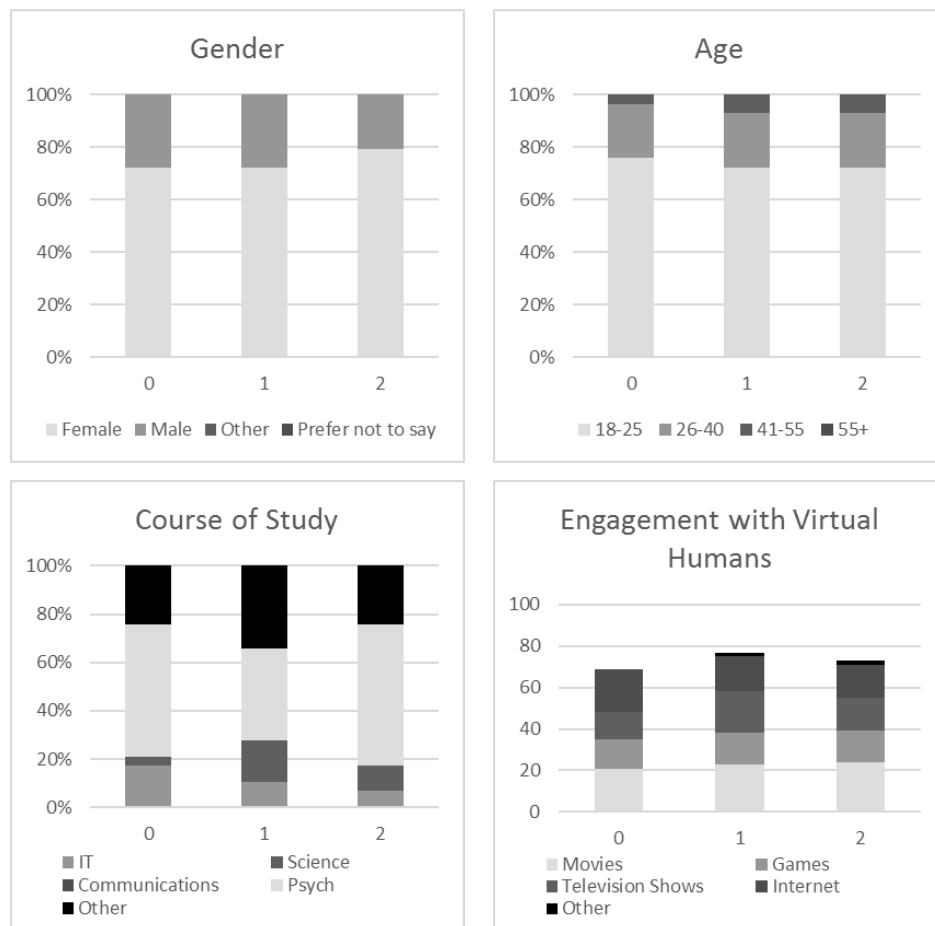 Gender
100%
80%
60%
40%
20%
0%
0 1 2
Female Male Other Prefer not to say
Age
100%
80%
60%
40%
20%
0%
0 1 2
18-25 26-40 41-55 55+
Course of Study
100%
80%
60%
40%
20%
0%
0 1 2
IT Science
Communications Psych
Other
Engagement with Virtual
Humans
100
80
60
40
20
0
0 1 2
Movies Games
Television Shows Internet
Other